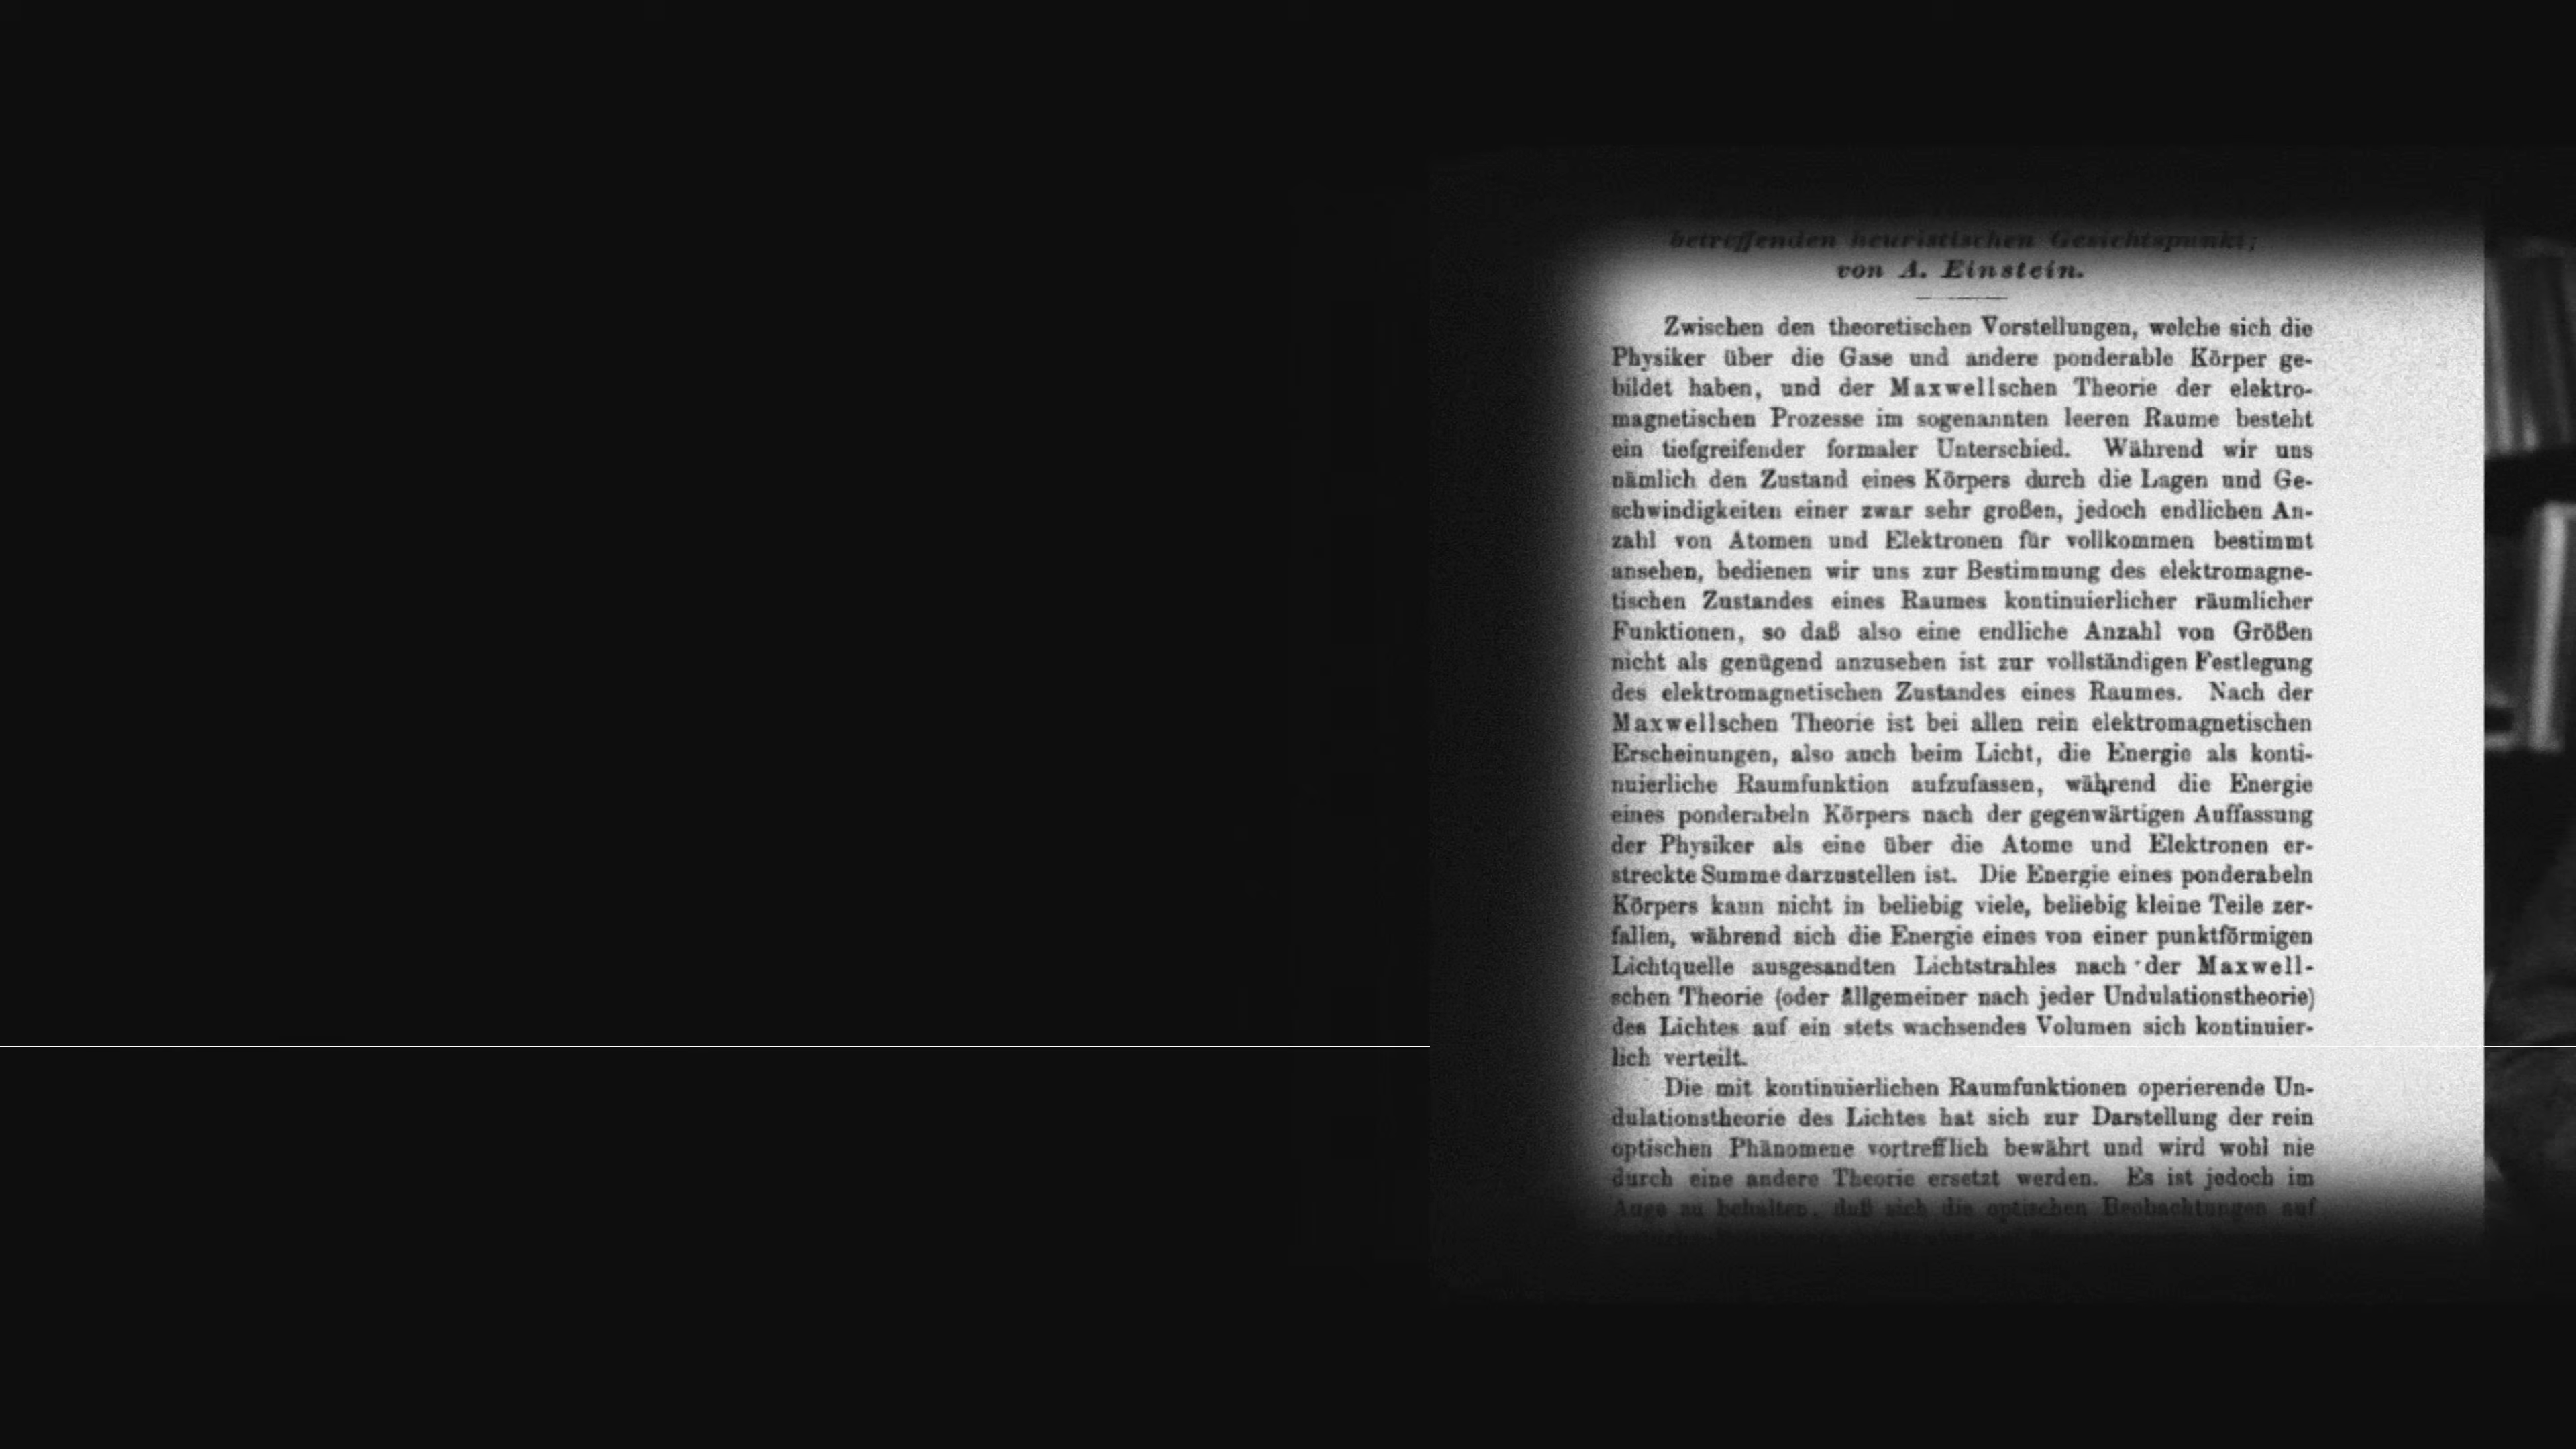 betreffenden heuristischen Gesichtspunkt;
von A. Einstein.
Zwischen den theoretischen Vorstellungen, welche sich die
Physiker über die Gase und andere ponderable Körper ge-
bildet haben, und der Maxwellschen Theorie der elektro-
magnetischen Prozesse im sogenannten leeren Raume besteht
ein tiefgreifender formaler Unterschied. Während wir uns
nämlich den Zustand eines Körpers durch die Lagen und Ge-
schwindigkeiten einer zwar sehr großen, jedoch endlichen An-
zahl von Atomen und Elektronen für vollkommen bestimmt
ansehen, bedienen wir uns zur Bestimmung des elektromagne-
tischen Zustandes eines Raumes kontinuierlicher räumlicher
Funktionen, so daß also eine endliche Anzahl von Größen
nicht als genügend anzusehen ist zur vollständigen Festlegung
des elektromagnetischen Zustandes eines Raumes. Nach der
Maxwellschen Theorie ist bei allen rein elektromagnetischen
Erscheinungen, also auch beim Licht, die Energie als konti-
nuierliche Raumfunktion aufzufassen, während die Energie
eines ponderabeln Körpers nach der gegenwärtigen Auffassung
der Physiker als eine über die Atome und Elektronen er-
streckte Summe darzustellen ist. Die Energie eines ponderabeln
Körpers kann nicht in beliebig viele, beliebig kleine Teile zer-
fallen, während sich die Energie eines von einer punktförmigen
Lichtquelle ausgesandten Lichtstrahles nach der Maxwell-
schen Theorie (oder allgemeiner nach jeder Undulationstheorie)
des Lichtes auf ein stets wachsendes Volumen sich kontinuier-
lich verteilt.
Die mit kontinuierlichen Raumfunktionen operierende Un-
dulationstheorie des Lichtes hat sich zur Darstellung der rein
optischen Phänomene vortrefflich bewährt und wird wohl nie
durch eine andere Theorie ersetzt werden. Es ist jedoch im
Auge zu behalten, daß sich die optischen Beobachtungen auf